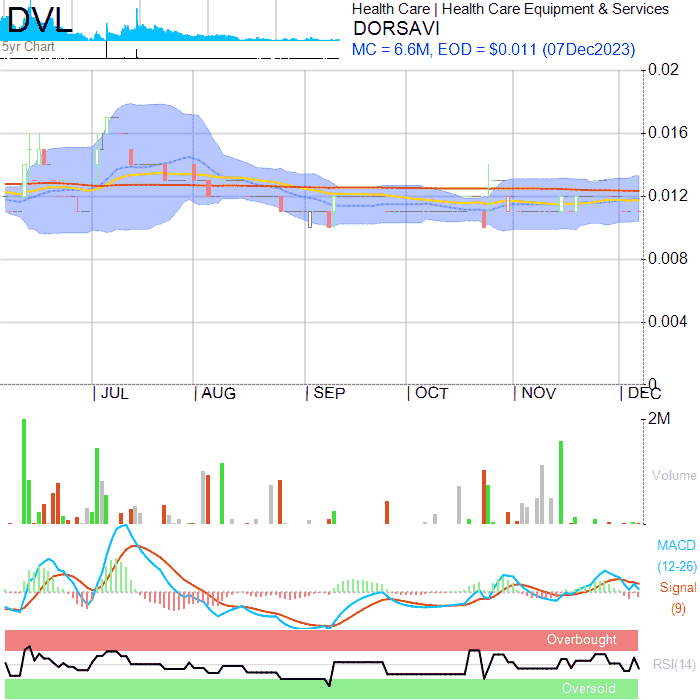 DVL
5yr Chart
Health Care | Health Care Equipment & Services
DORSAVI
MC = 6.6M, EOD = $0.011 (07Dec2023)
0.02
0.016
0.012
0.008
0.004
0
JUL AUG SEP OCT NOV DEC
2M
Volume
MACD
(12-26)
Signal
(9)
Overbought
RSI(14)
Oversold